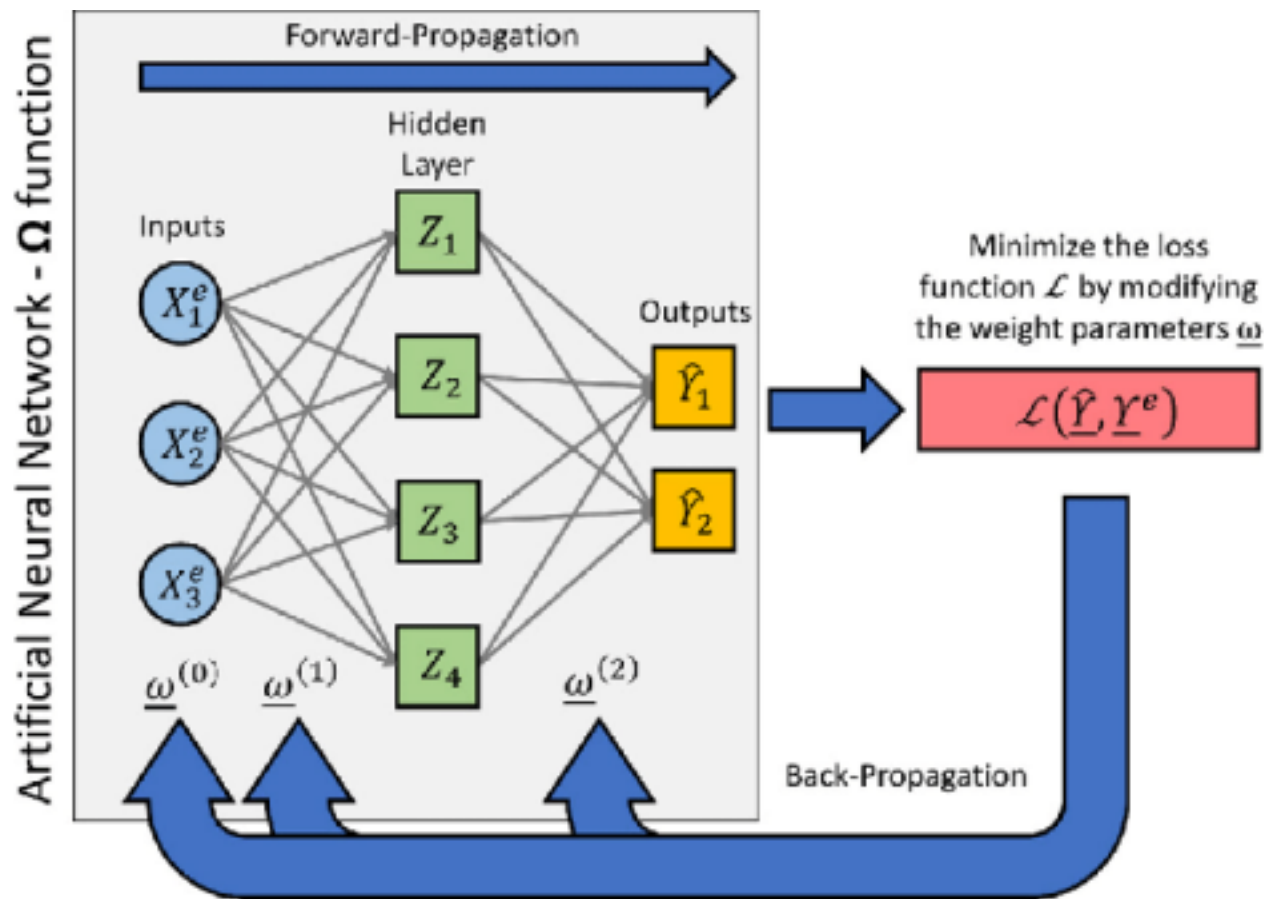 Artificial Neural Network - Ω function
Forward-Propagation
Hidden
Layer
Inputs
Z₁
X₁ᵉ
Minimize the loss
function ℒ by modifying
the weight parameters ω̲
Outputs
Z₂
Ŷ₁
ℒ(Ŷ̲, Y̲ᵉ)
X₂ᵉ
Z₃
Ŷ₂
X₃ᵉ
Z₄
ω̲⁽⁰⁾
ω̲⁽¹⁾
ω̲⁽²⁾
Back-Propagation